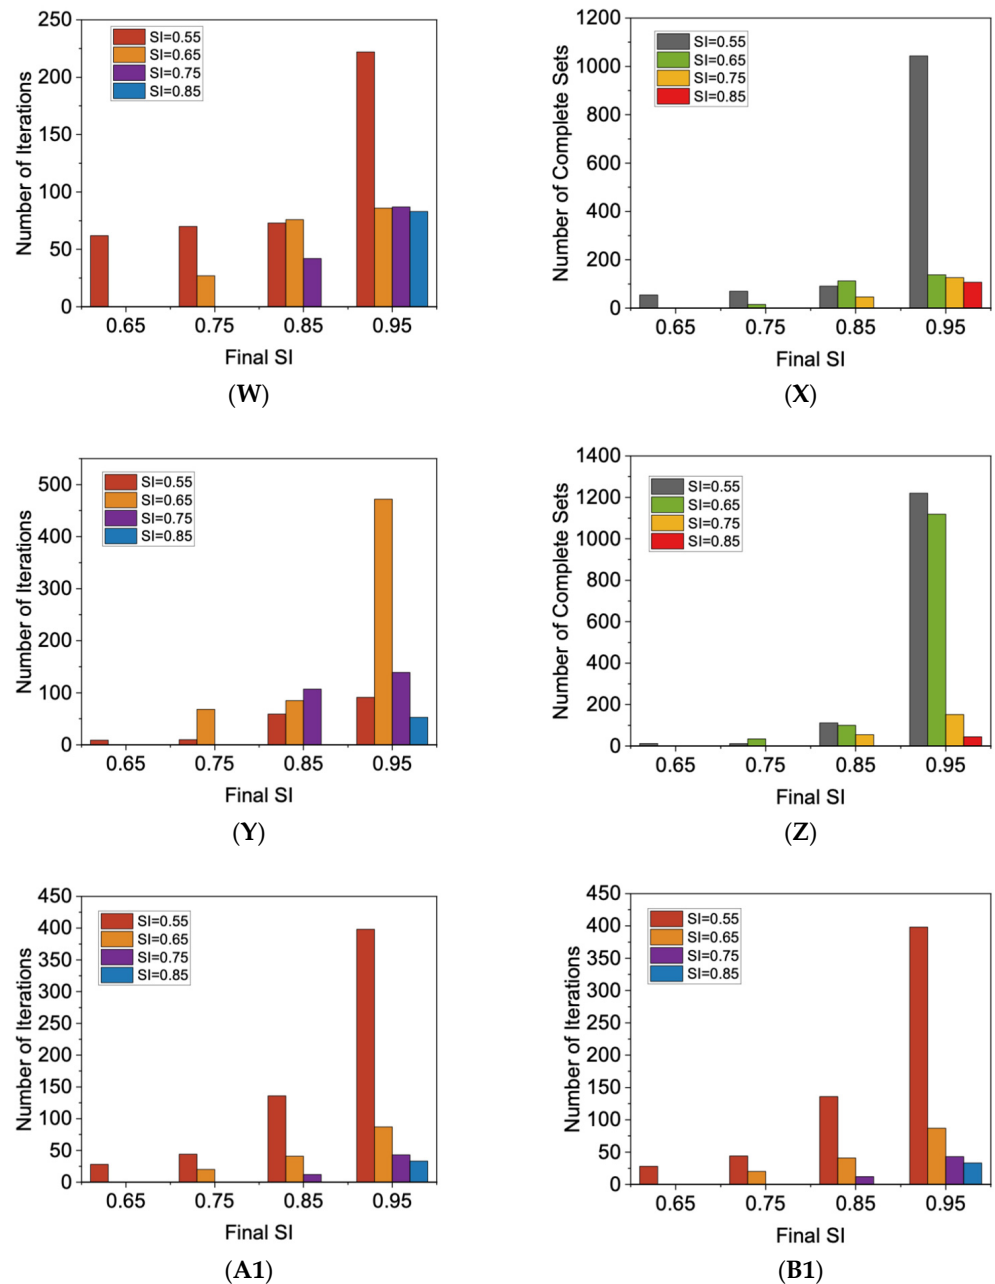 250
200
150
100
50
0
Number of Iterations
SI=0.55
SI=0.65
SI=0.75
SI=0.85
0.65 0.75 0.85 0.95
Final SI
(W)
1200
1000
800
600
400
200
0
Number of Complete Sets
SI=0.55
SI=0.65
SI=0.75
SI=0.85
0.65 0.75 0.85 0.95
Final SI
(X)
500
400
300
200
100
0
Number of Iterations
SI=0.55
SI=0.65
SI=0.75
SI=0.85
0.65 0.75 0.85 0.95
Final SI
(Y)
1400
1200
1000
800
600
400
200
0
Number of Complete Sets
SI=0.55
SI=0.65
SI=0.75
SI=0.85
0.65 0.75 0.85 0.95
Final SI
(Z)
450
400
350
300
250
200
150
100
50
0
Number of Iterations
SI=0.55
SI=0.65
SI=0.75
SI=0.85
0.65 0.75 0.85 0.95
Final SI
(A1)
450
400
350
300
250
200
150
100
50
0
Number of Iterations
SI=0.55
SI=0.65
SI=0.75
SI=0.85
0.65 0.75 0.85 0.95
Final SI
(B1)